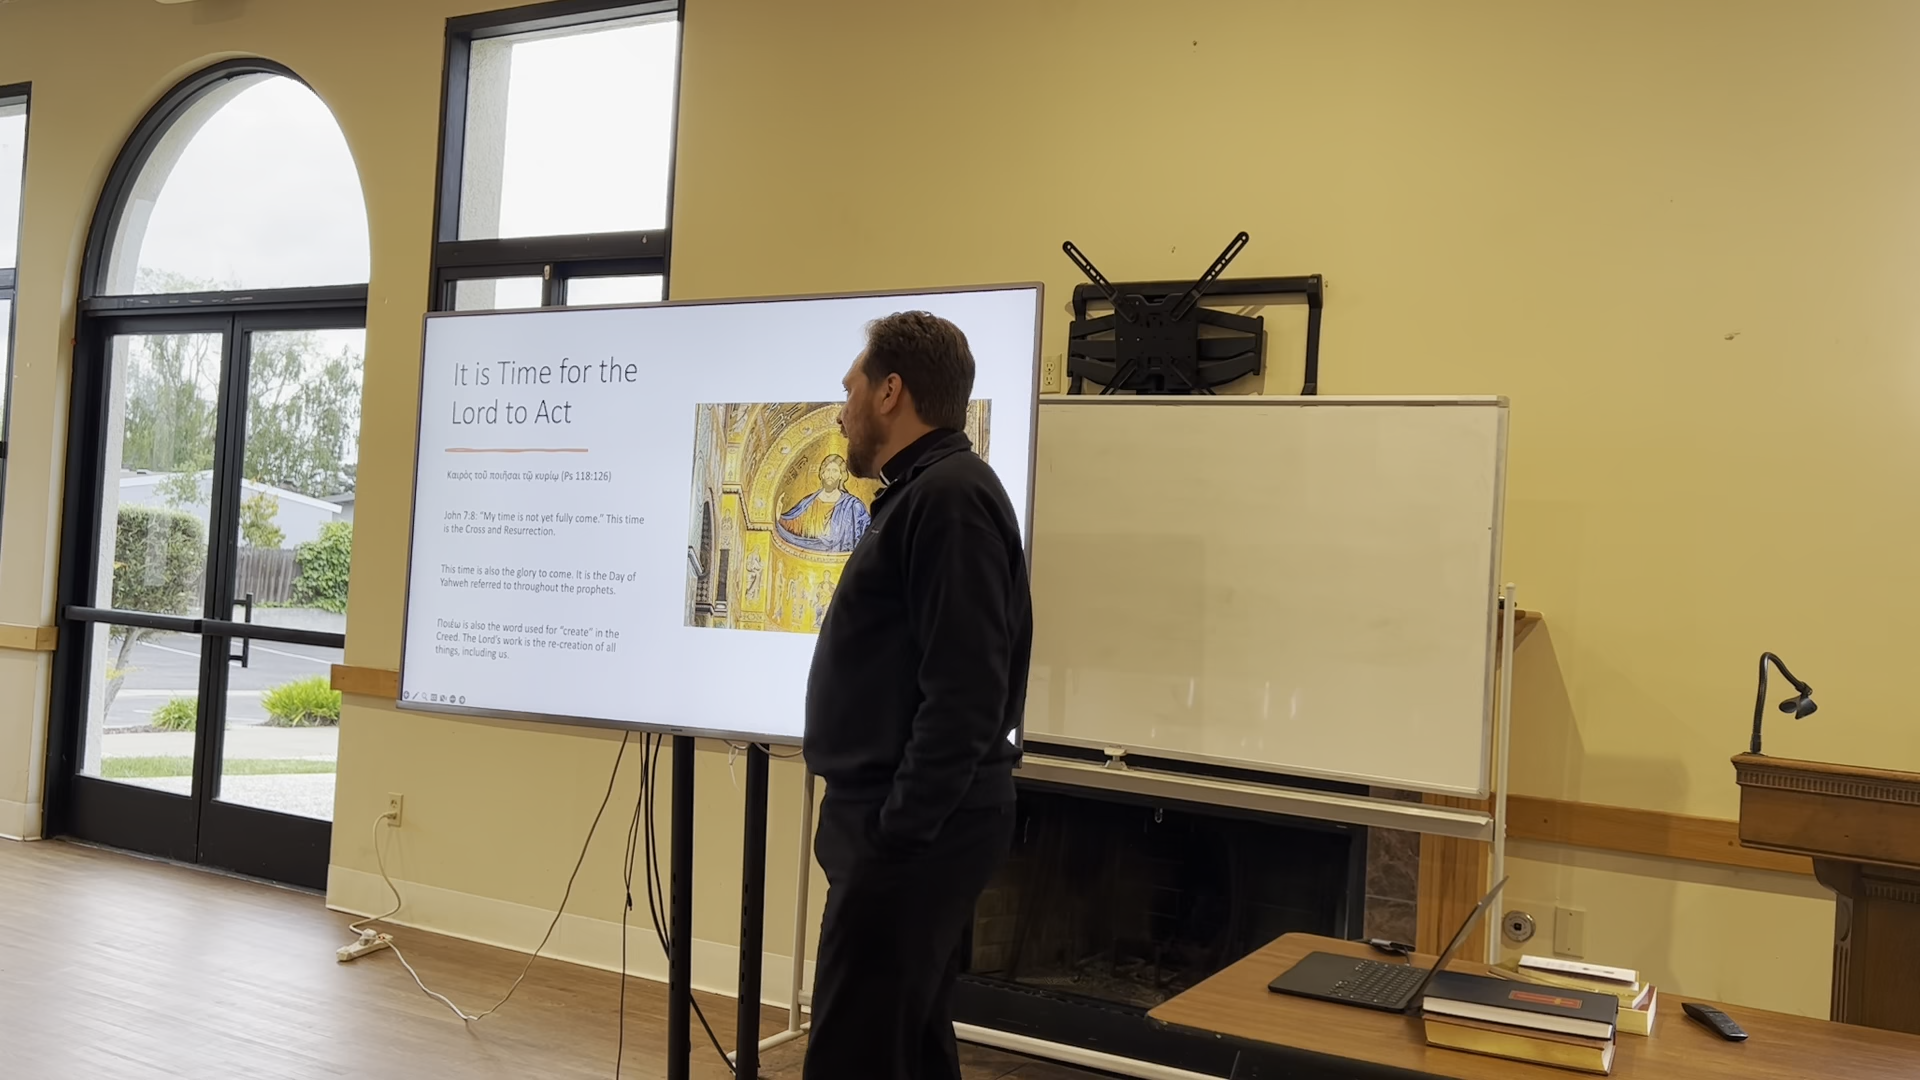 It is Time for the
Lord to Act
Καιρὸς τοῦ ποιῆσαι τῷ κυρίῳ (Ps 118:126)
John 7:8: "My time is not yet fully come." This time
is the Cross and Resurrection.
This time is also the glory to come. It is the Day of
Yahweh referred to throughout the prophets.
Ποιέω is also the word used for "create" in the
Creed. The Lord's work is the re-creation of all
things, including us.